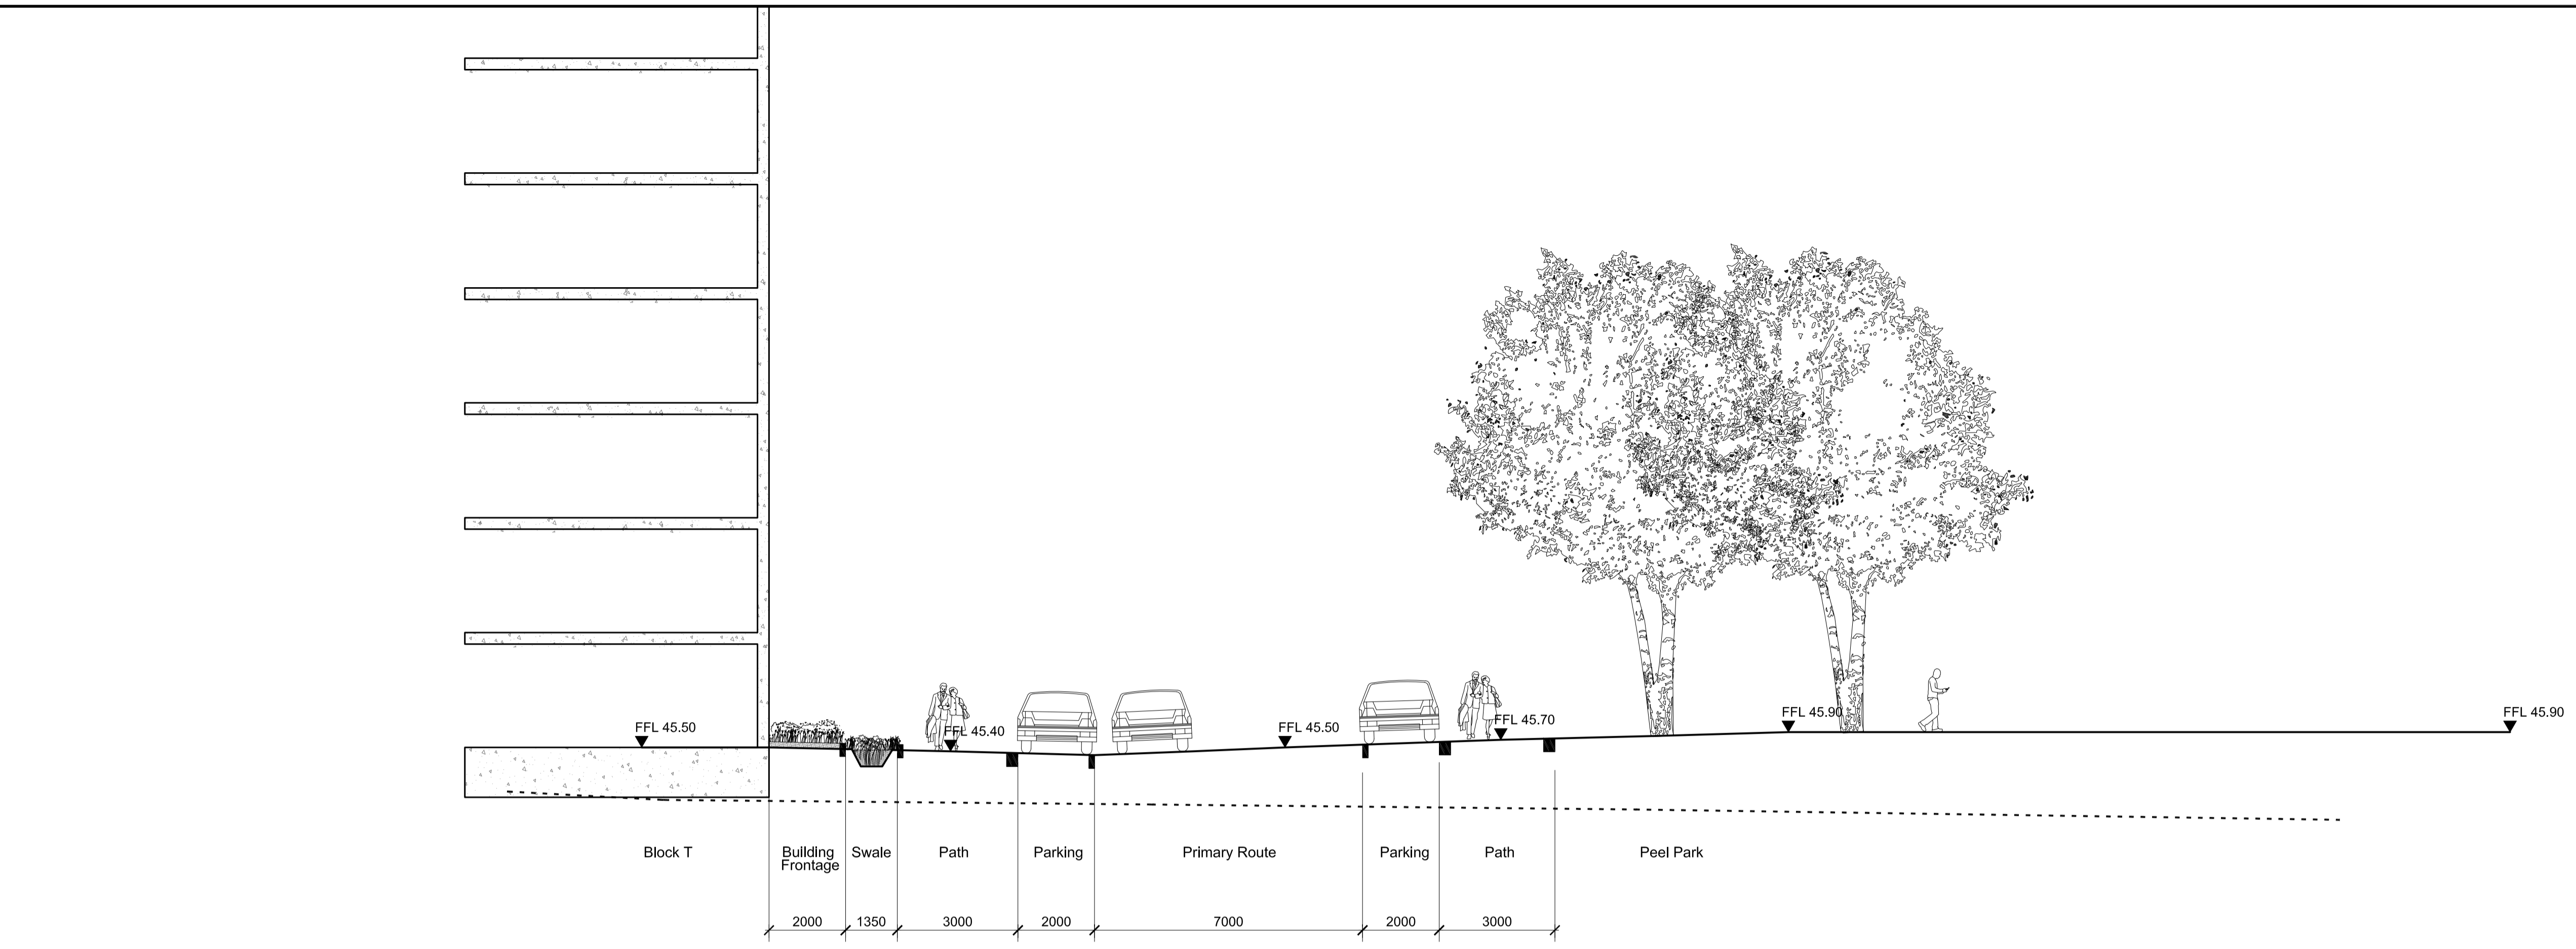 FFL 45.50
FFL 45.40
FFL 45.50
FFL 45.70
FFL 45.90
FFL 45.90
Block T
Building
Frontage
Swale
Path
Parking
Primary Route
Parking
Path
Peel Park
2000
1350
3000
2000
7000
2000
3000